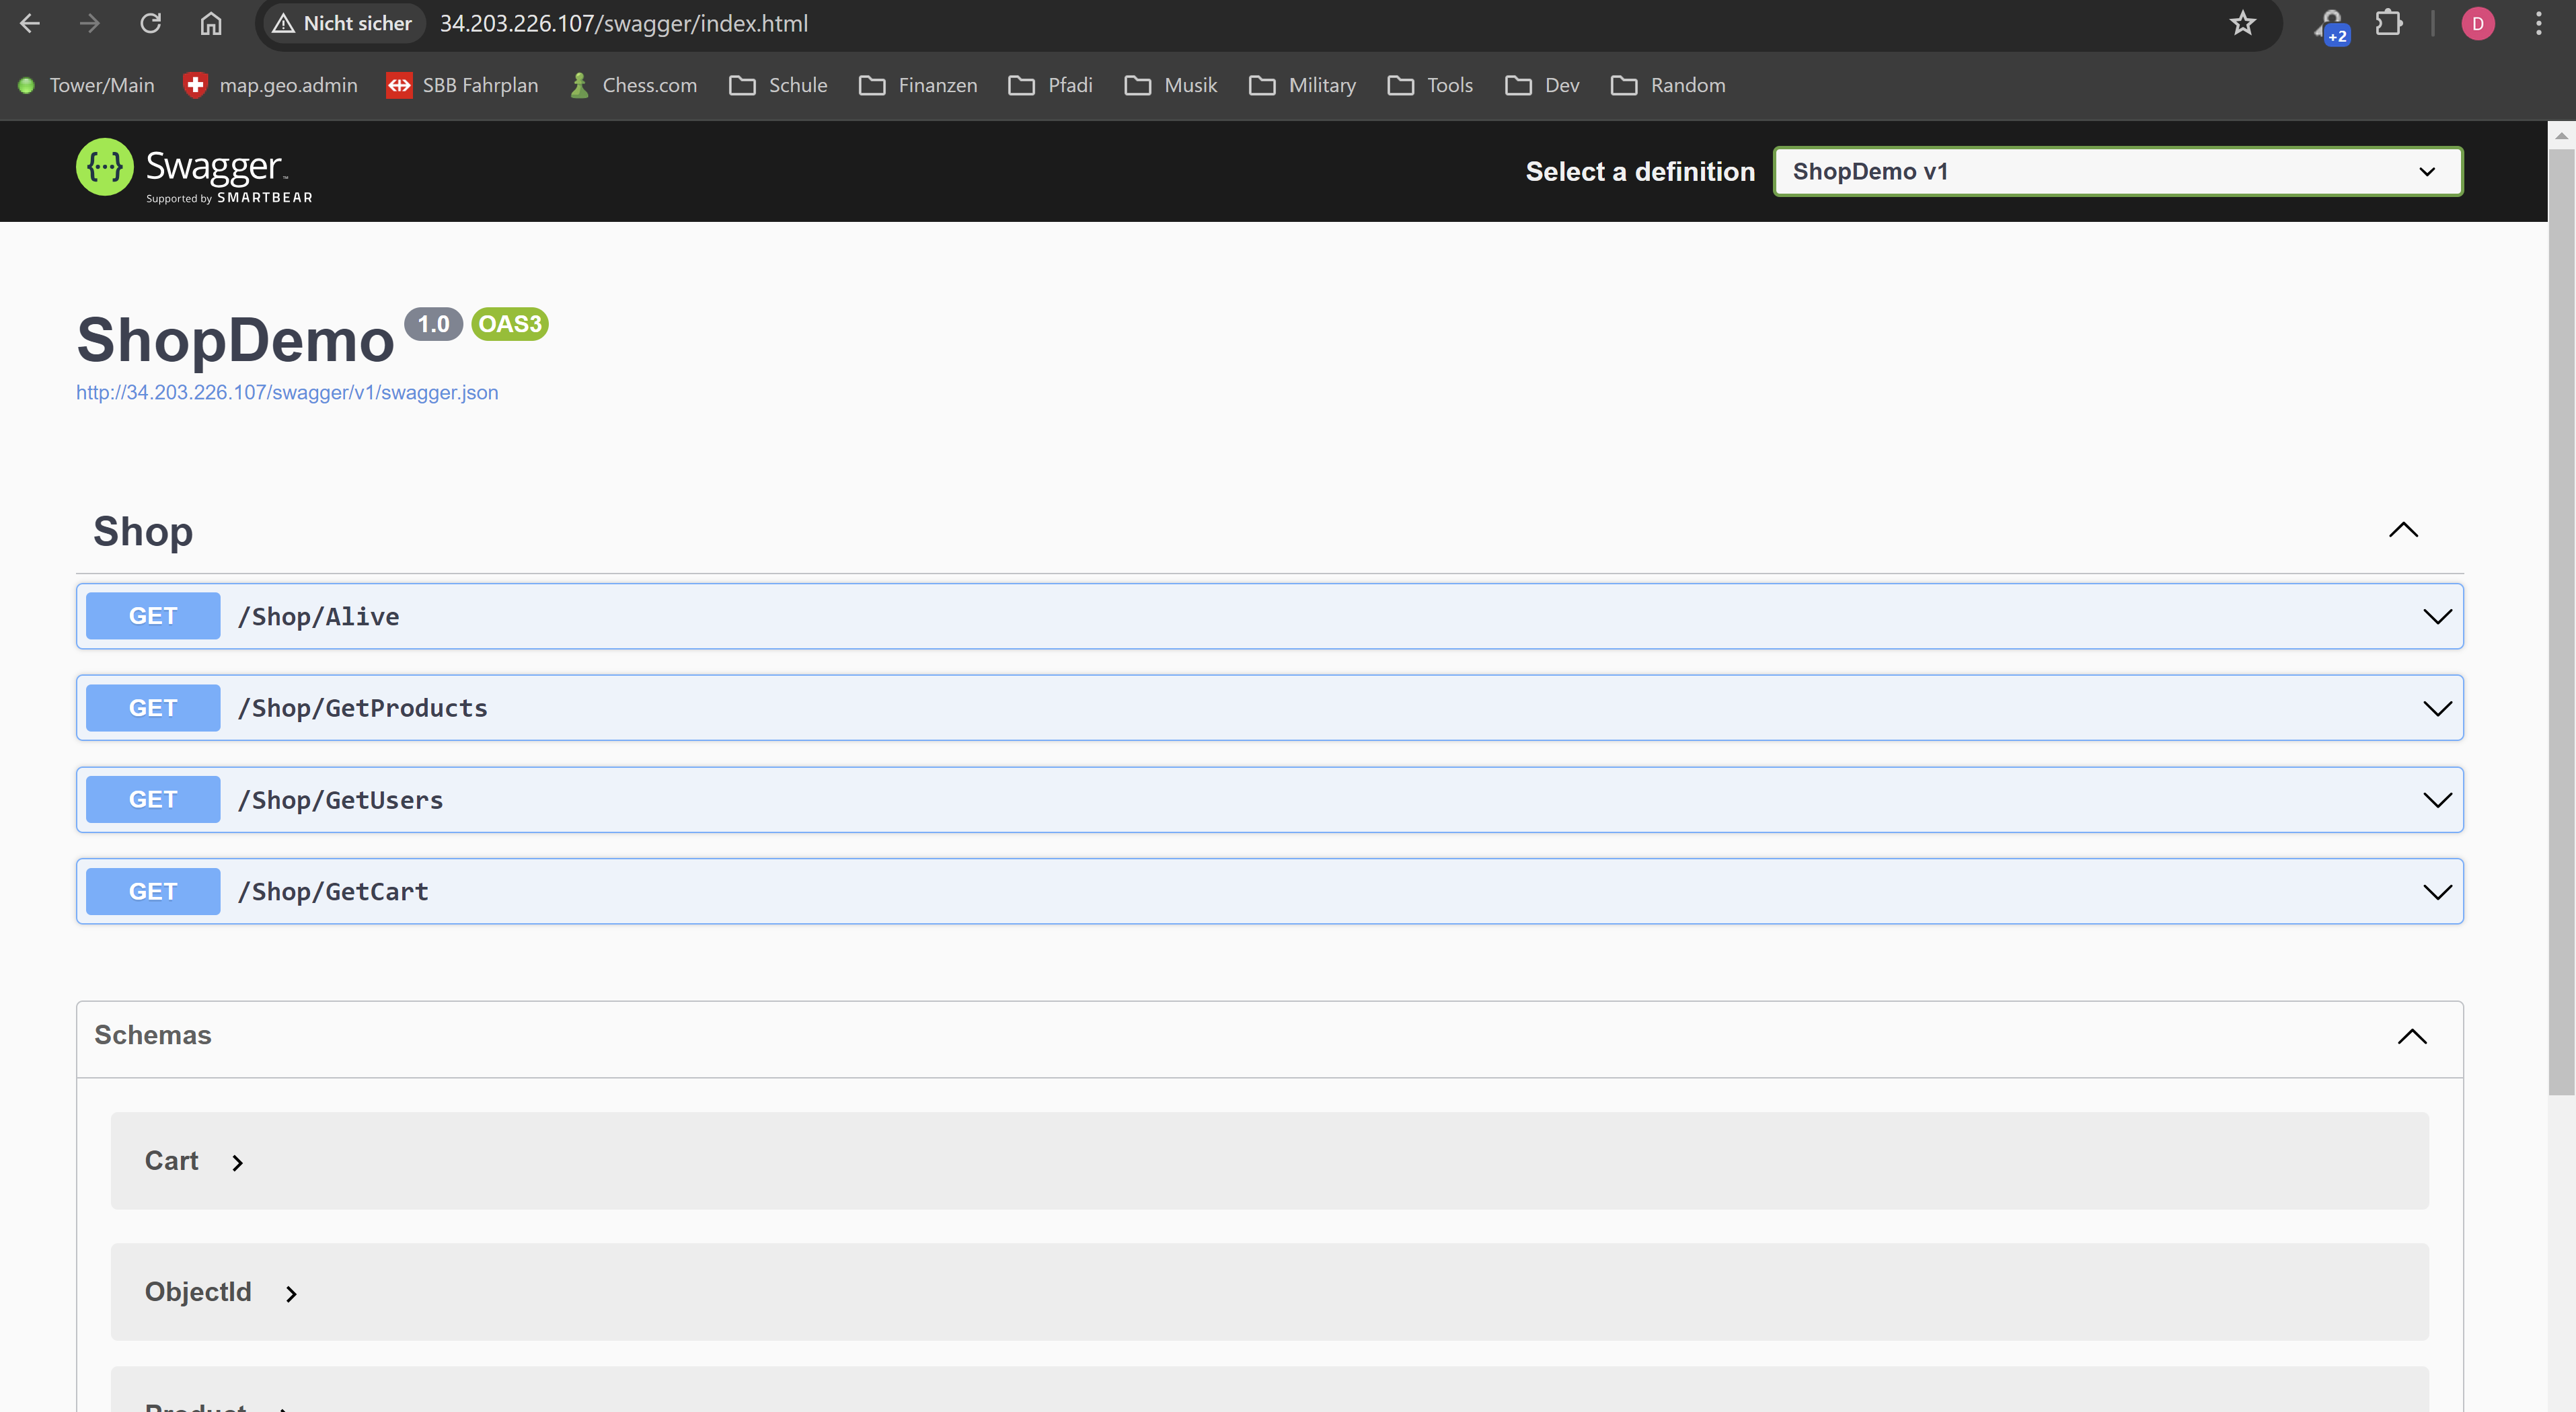 Nicht sicher 34.203.226.107/swagger/index.html
D
+2
Tower/Main map.geo.admin SBB Fahrplan Chess.com Schule Finanzen Pfadi Musik Military Tools Dev Random
{···} Swagger™
Supported by SMARTBEAR
Select a definition ShopDemo v1
ShopDemo 1.0 OAS3
http://34.203.226.107/swagger/v1/swagger.json
Shop
GET /Shop/Alive
GET /Shop/GetProducts
GET /Shop/GetUsers
GET /Shop/GetCart
Schemas
Cart
ObjectId
Product